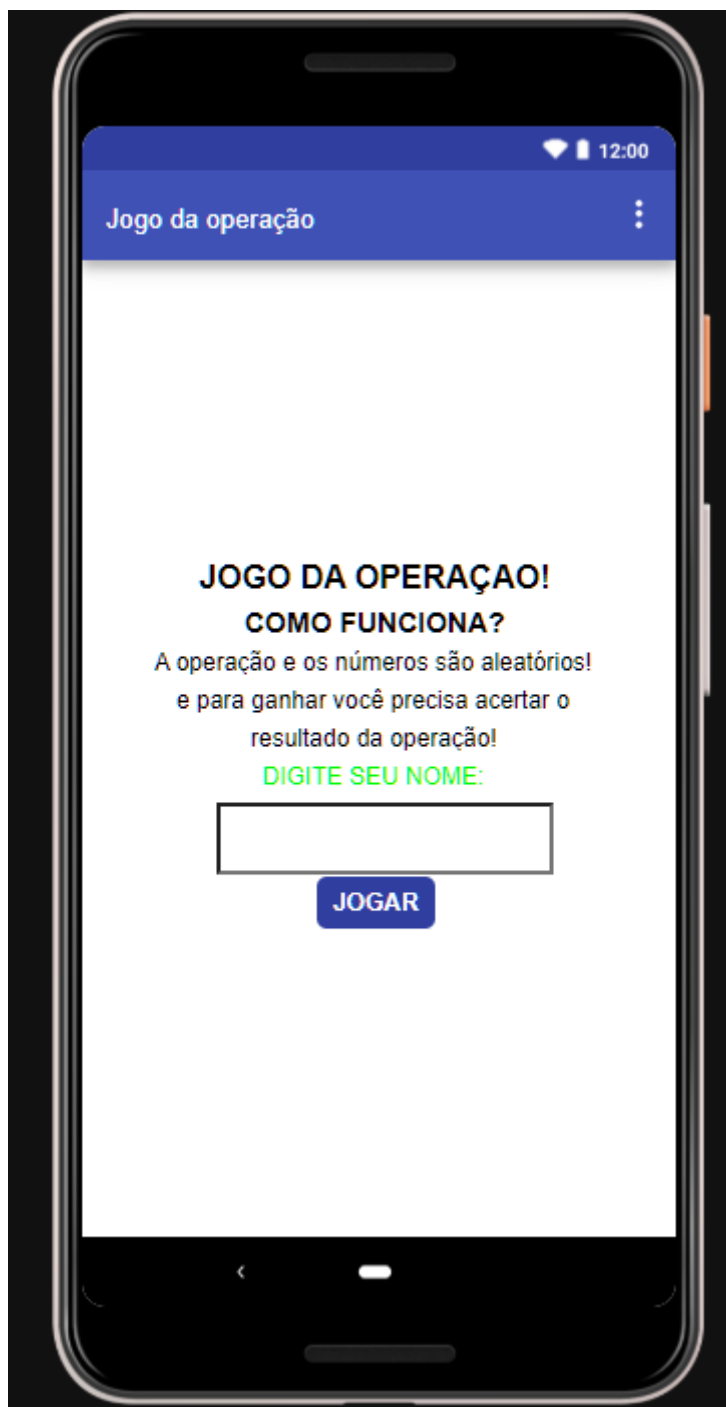 12:00
Jogo da operação
JOGO DA OPERAÇAO!
COMO FUNCIONA?
A operação e os números são aleatórios!
e para ganhar você precisa acertar o
resultado da operação!
DIGITE SEU NOME:
JOGAR